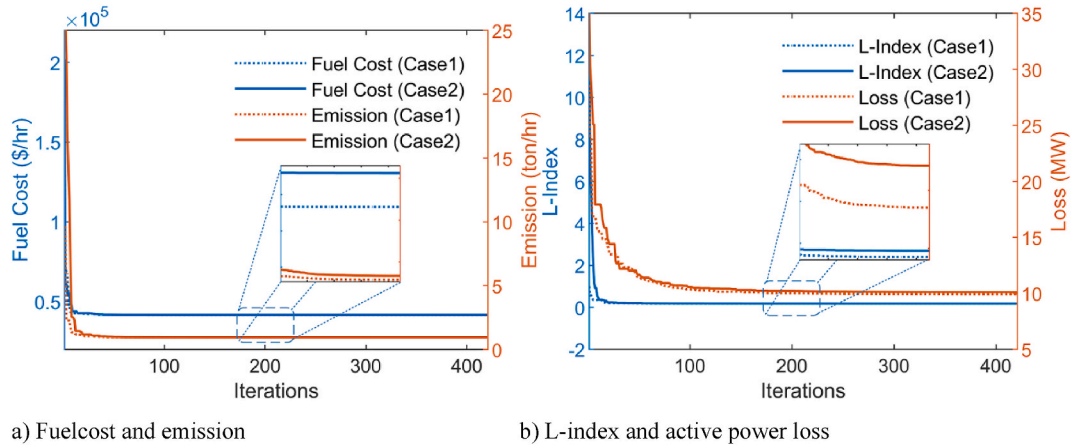 ×10⁵
2
1.5
1
0.5
Fuel Cost ($/hr)
Fuel Cost (Case1)
Fuel Cost (Case2)
Emission (Case1)
Emission (Case2)
25
20
15
10
5
0
Emission (ton/hr)
100 200 300 400
Iterations
a) Fuelcost and emission
14
12
10
8
6
4
2
0
-2
L-Index
L-Index (Case1)
L-Index (Case2)
Loss (Case1)
Loss (Case2)
35
30
25
20
15
10
5
Loss (MW)
100 200 300 400
Iterations
b) L-index and active power loss